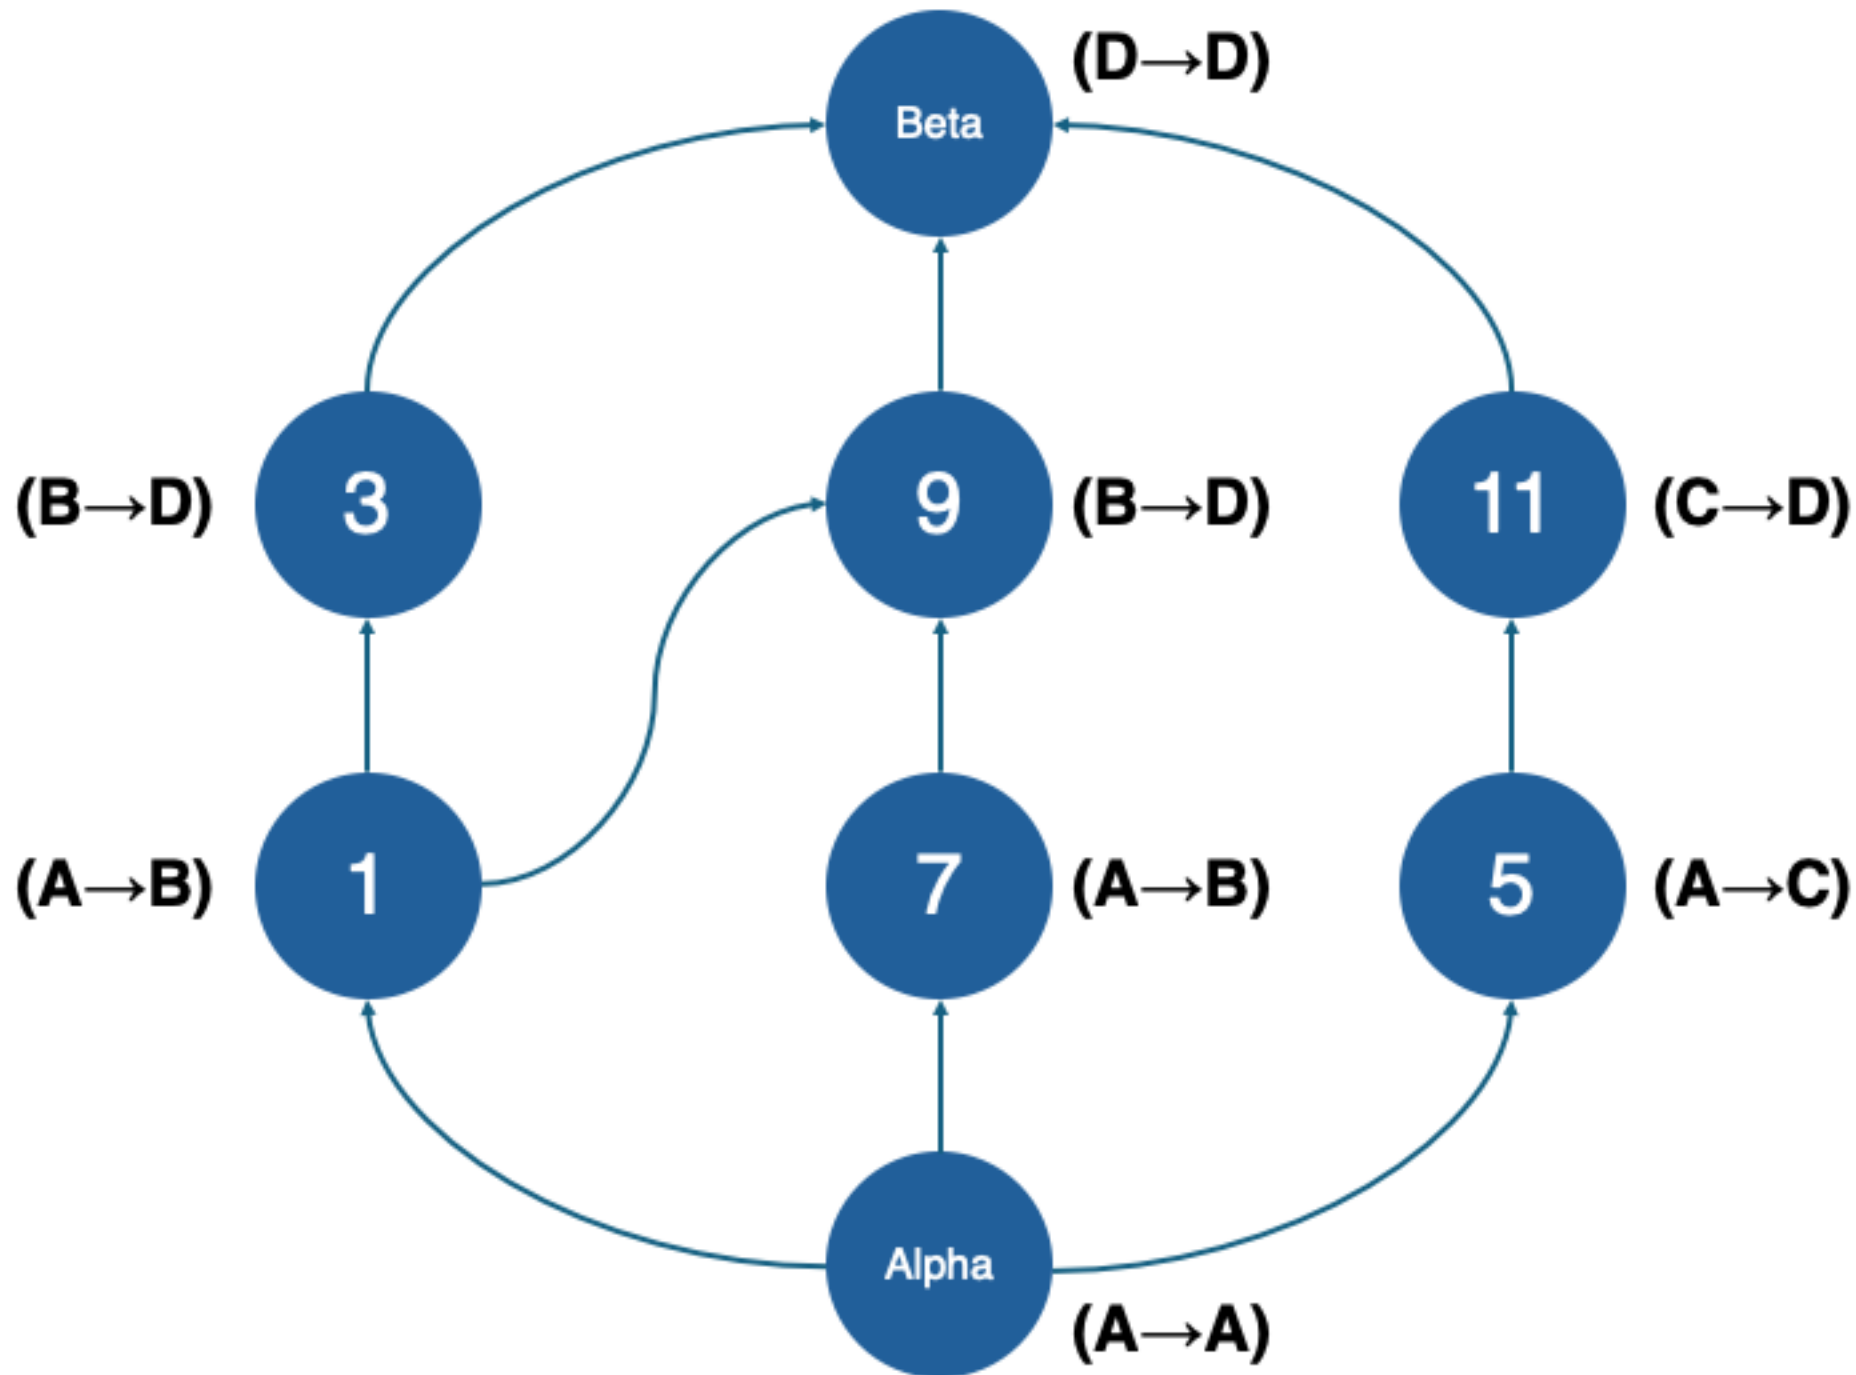 (D→D)
Beta
(B→D) 3 9 (B→D) 11 (C→D)
(A→B) 1 7 (A→B) 5 (A→C)
Alpha
(A→A)